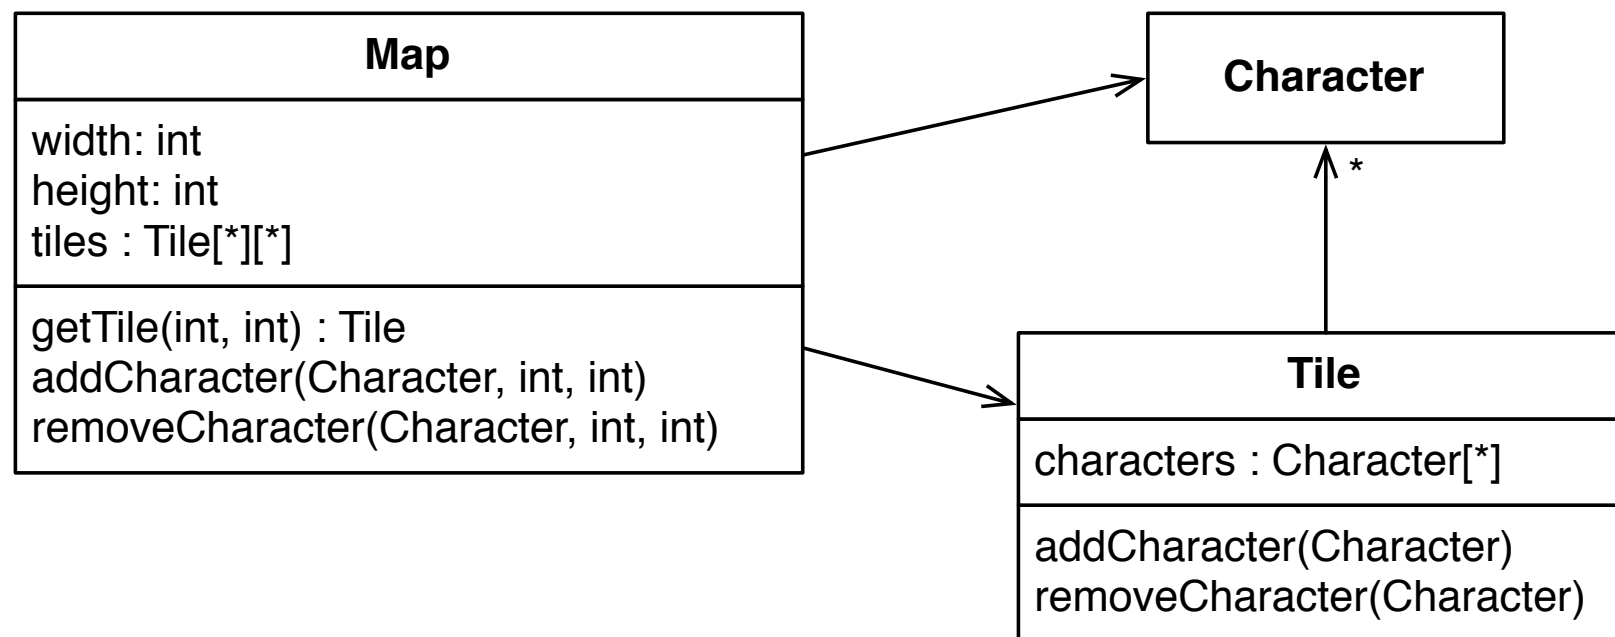 Map
width: int
height: int
tiles : Tile[*][*]
getTile(int, int) : Tile
addCharacter(Character, int, int)
removeCharacter(Character, int, int)
Character
*
Tile
characters : Character[*]
addCharacter(Character)
removeCharacter(Character)